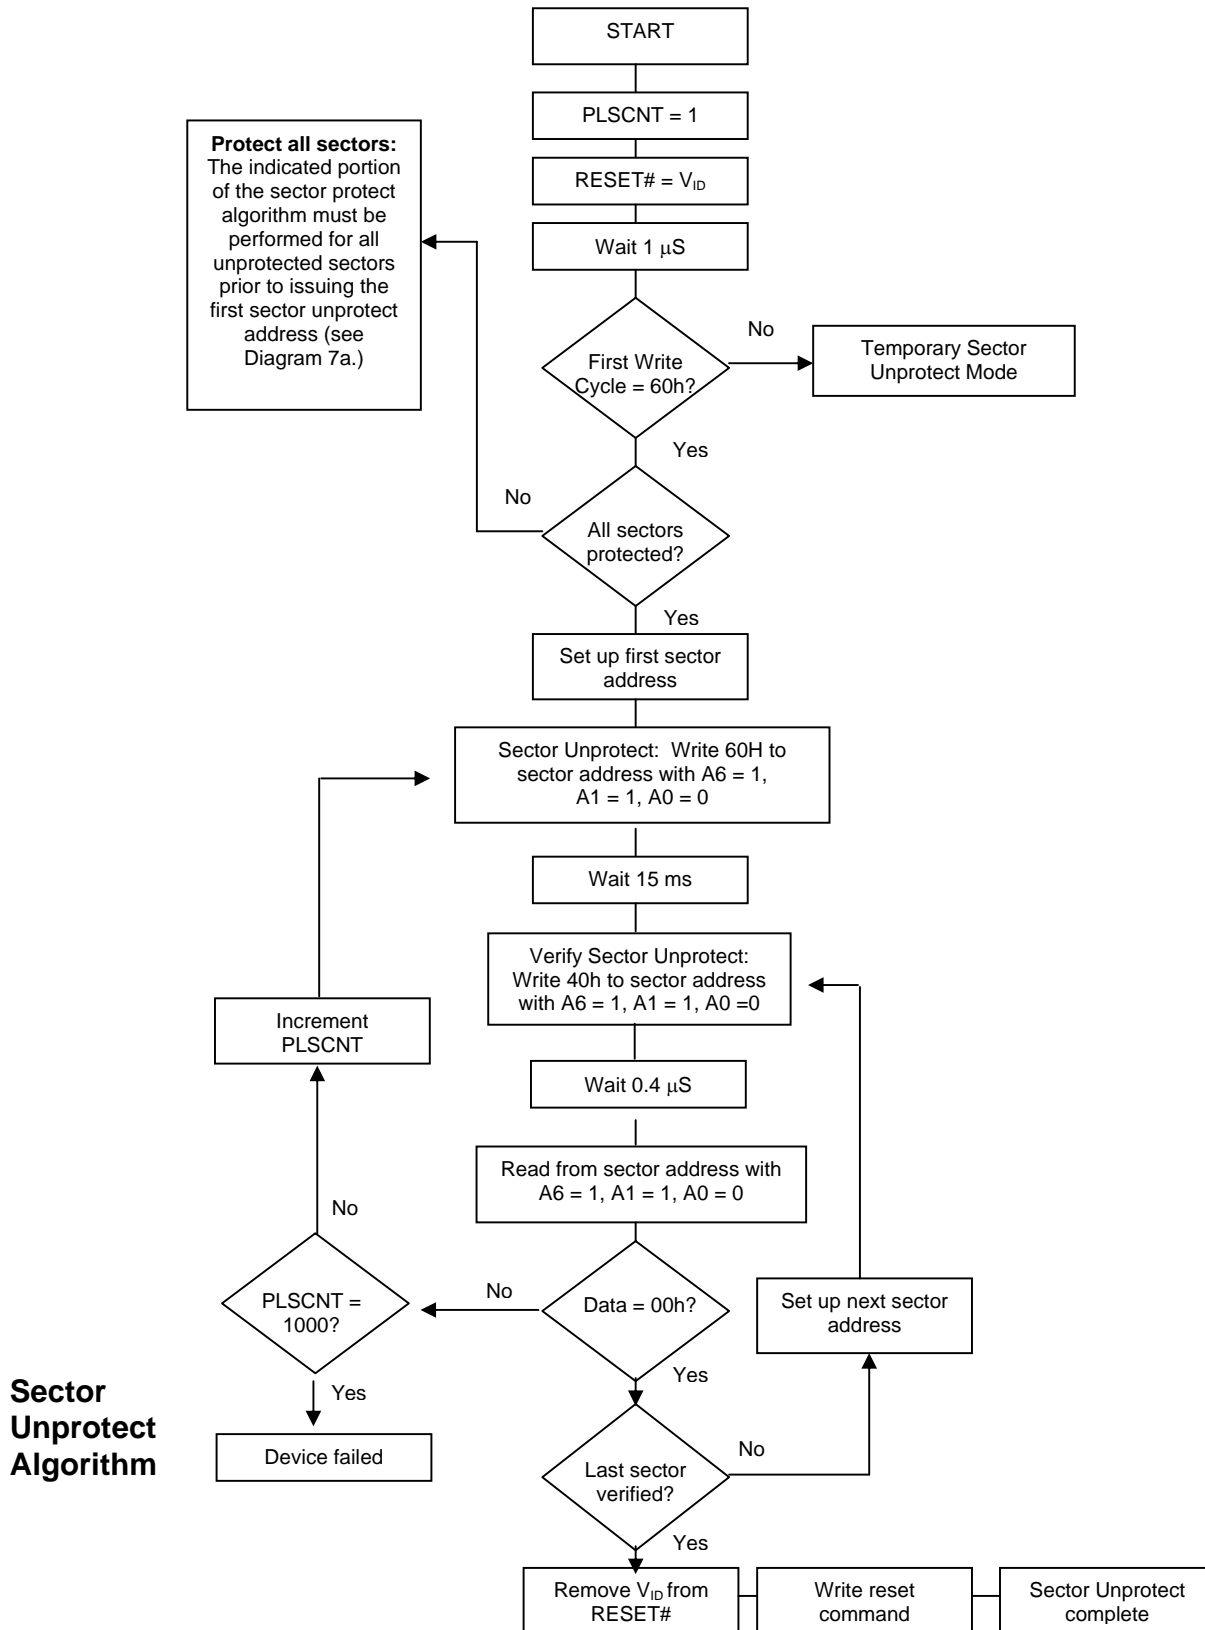 START
PLSCNT = 1
RESET# = VID
Wait 1 μS
Protect all sectors:
The indicated portion
of the sector protect
algorithm must be
performed for all
unprotected sectors
prior to issuing the
first sector unprotect
address (see
Diagram 7a.)
First Write
Cycle = 60h?
No
Temporary Sector
Unprotect Mode
Yes
No
All sectors
protected?
Yes
Set up first sector
address
Sector Unprotect: Write 60H to
sector address with A6 = 1,
A1 = 1, A0 = 0
Wait 15 ms
Verify Sector Unprotect:
Write 40h to sector address
with A6 = 1, A1 = 1, A0 =0
Increment
PLSCNT
Wait 0.4 μS
Read from sector address with
A6 = 1, A1 = 1, A0 = 0
No
PLSCNT =
1000?
No
Data = 00h?
Set up next sector
address
Yes
Yes
Sector
Unprotect
Algorithm
Device failed
Last sector
verified?
No
Yes
Remove VID from
RESET#
Write reset
command
Sector Unprotect
complete